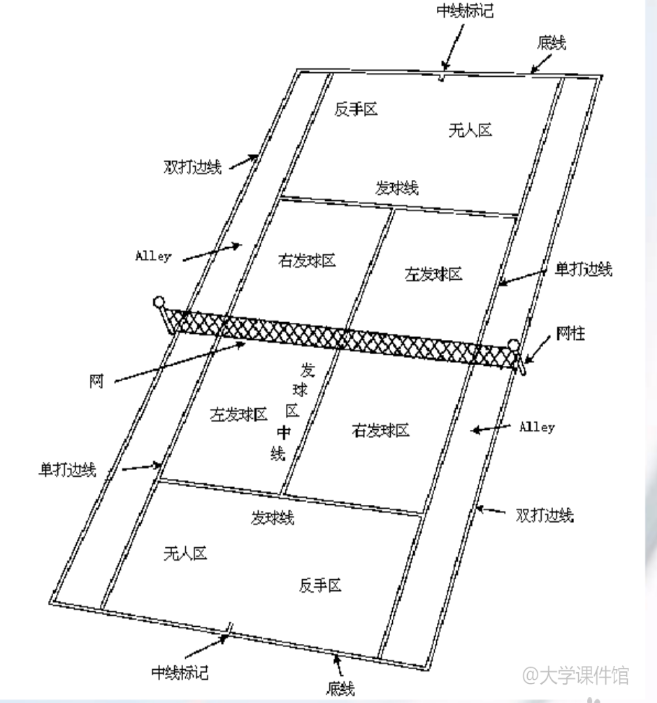 中线标记
底线
反手区
无人区
双打边线
发球线
Alley
右发球区
左发球区
单打边线
网柱
网
发球区中线
左发球区
右发球区
Alley
单打边线
发球线
双打边线
无人区
反手区
中线标记
底线
@大学课件馆